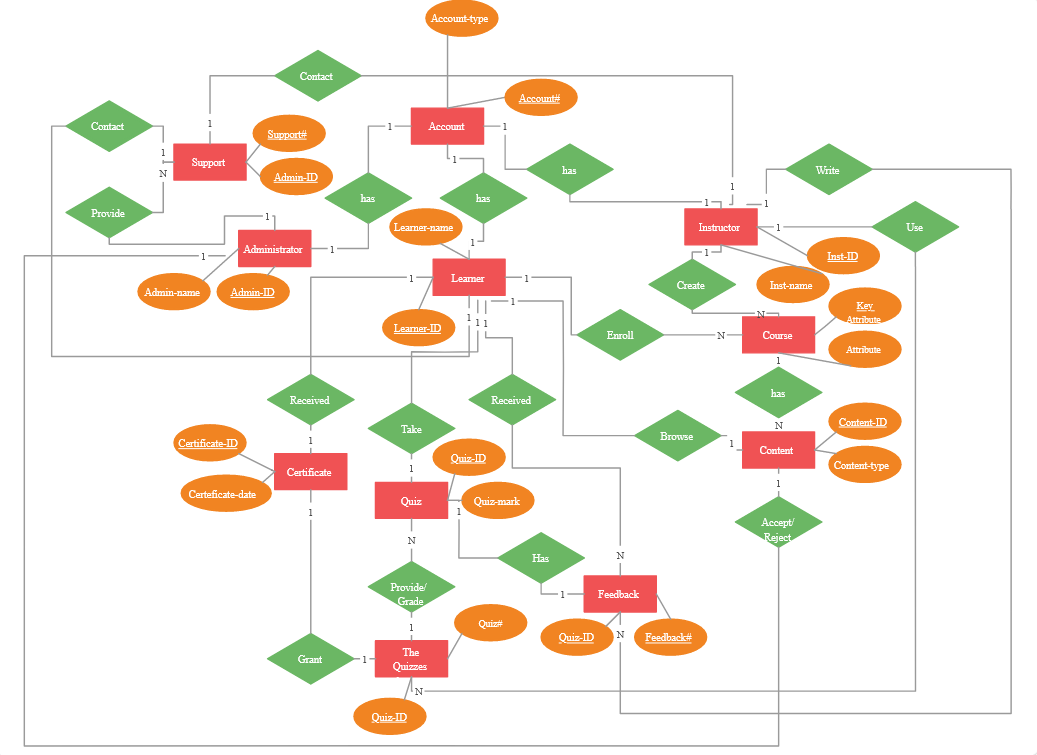 Account-type
Contact
Account#
1
Contact
Support#
1
Account
1
1
1
Support
1
has
Write
N
Admin-ID
has
has
1
Provide
1
Learner-name
1
1
Instructor
1
Use
1
Administrator
1
1
1
Inst-ID
Admin-name
Admin-ID
1
Learner
1
Create
Inst-name
Key
Attribute
1
N
Learner-ID
1
1
1
Enroll
N
Course
Attribute
1
Received
Received
has
Content-ID
Take
N
Certificate-ID
1
Browse
1
Content
Quiz-ID
Content-type
Certificate
1
Certeficate-date
Quiz
Quiz-mark
1
1
1
Accept/
Reject
N
Has
N
Provide/
Grade
1
Feedback
Quiz#
1
Quiz-ID
N
Feedback#
Grant
1
The
Quizzes
N
Quiz-ID